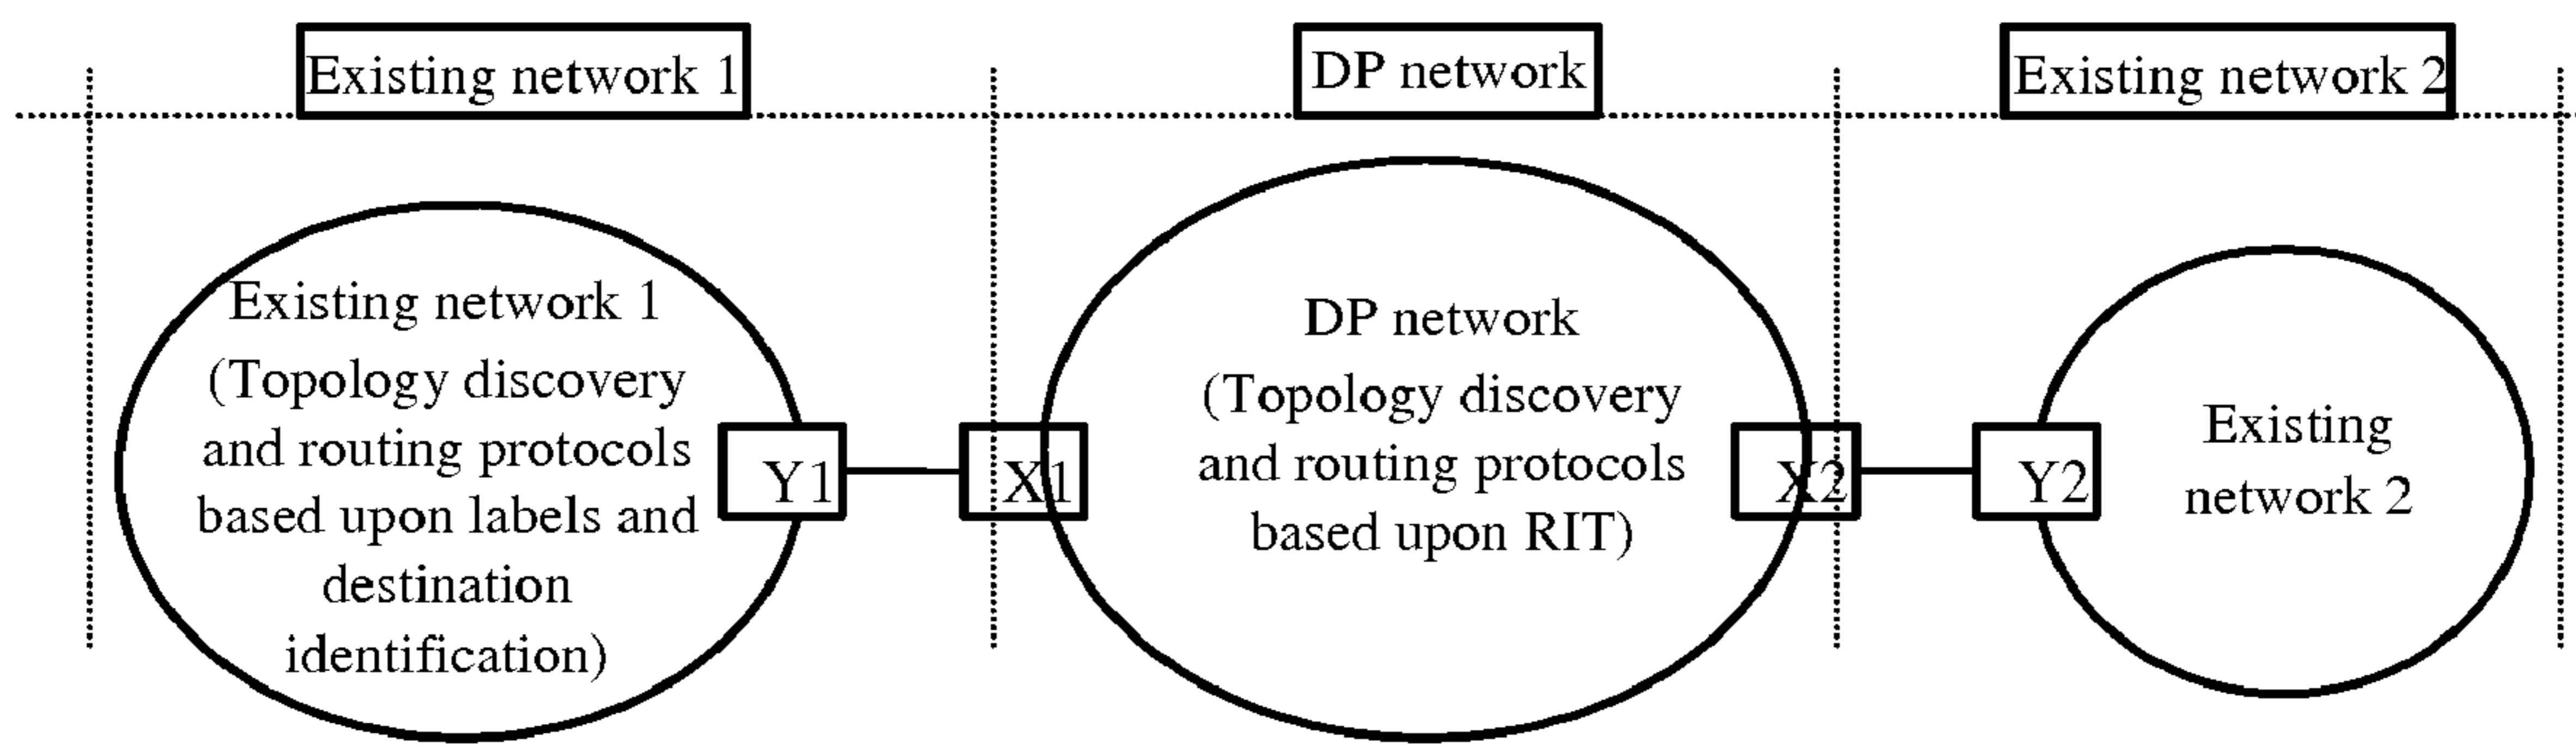 Existing network 1
DP network
Existing network 2
Existing network 1
(Topology discovery
and routing protocols
based upon labels and
destination
identification)
Y1
X1
DP network
(Topology discovery
and routing protocols
based upon RIT)
X2
Y2
Existing
network 2